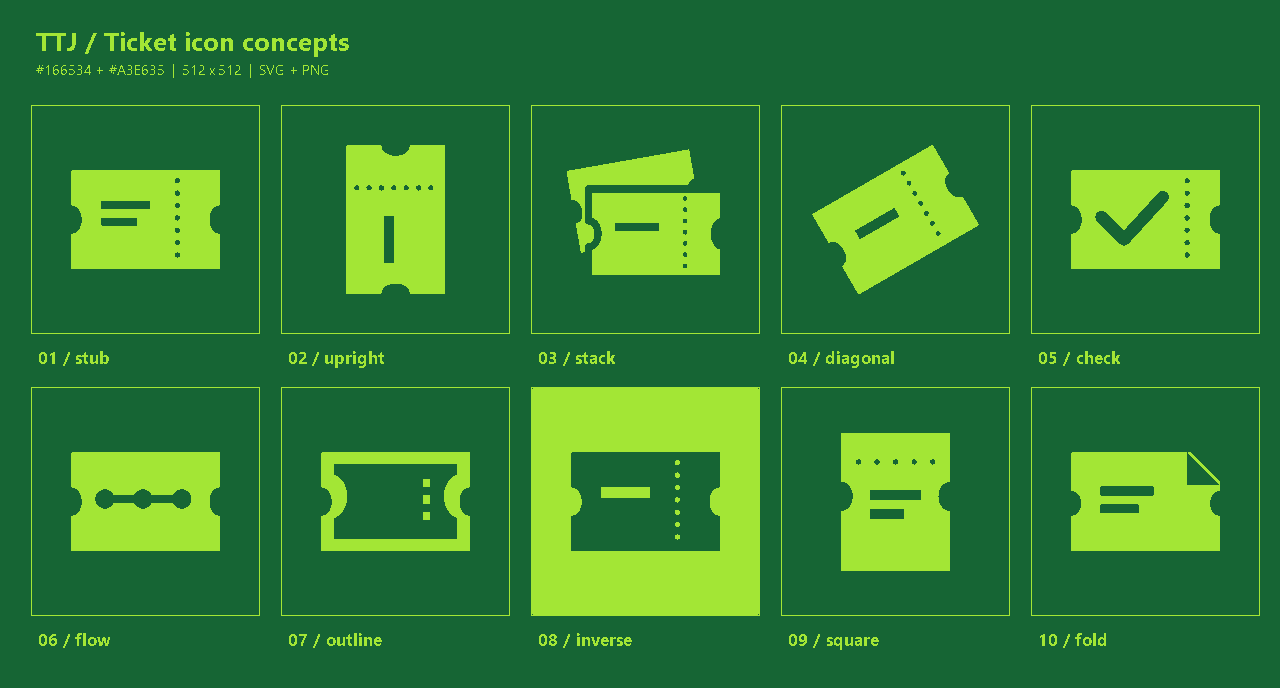 TTJ / Ticket icon concepts
#166534 + #A3E635 | 512 x 512 | SVG + PNG
01 / stub
02 / upright
03 / stack
04 / diagonal
05 / check
06 / flow
07 / outline
08 / inverse
09 / square
10 / fold